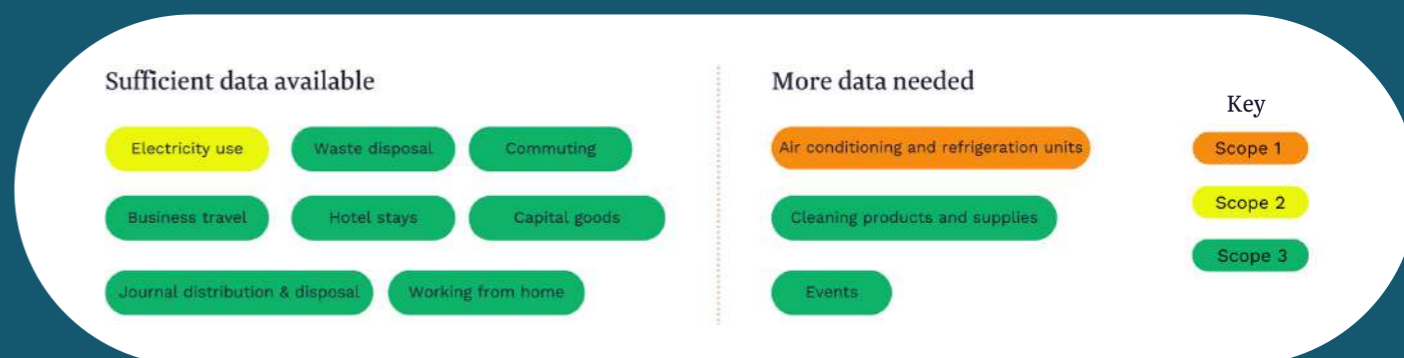 Sufficient data available
Electricity use
Waste disposal
Commuting
Business travel
Hotel stays
Capital goods
Journal distribution & disposal
Working from home
More data needed
Air conditioning and refrigeration units
Cleaning products and supplies
Events
Key
Scope 1
Scope 2
Scope 3